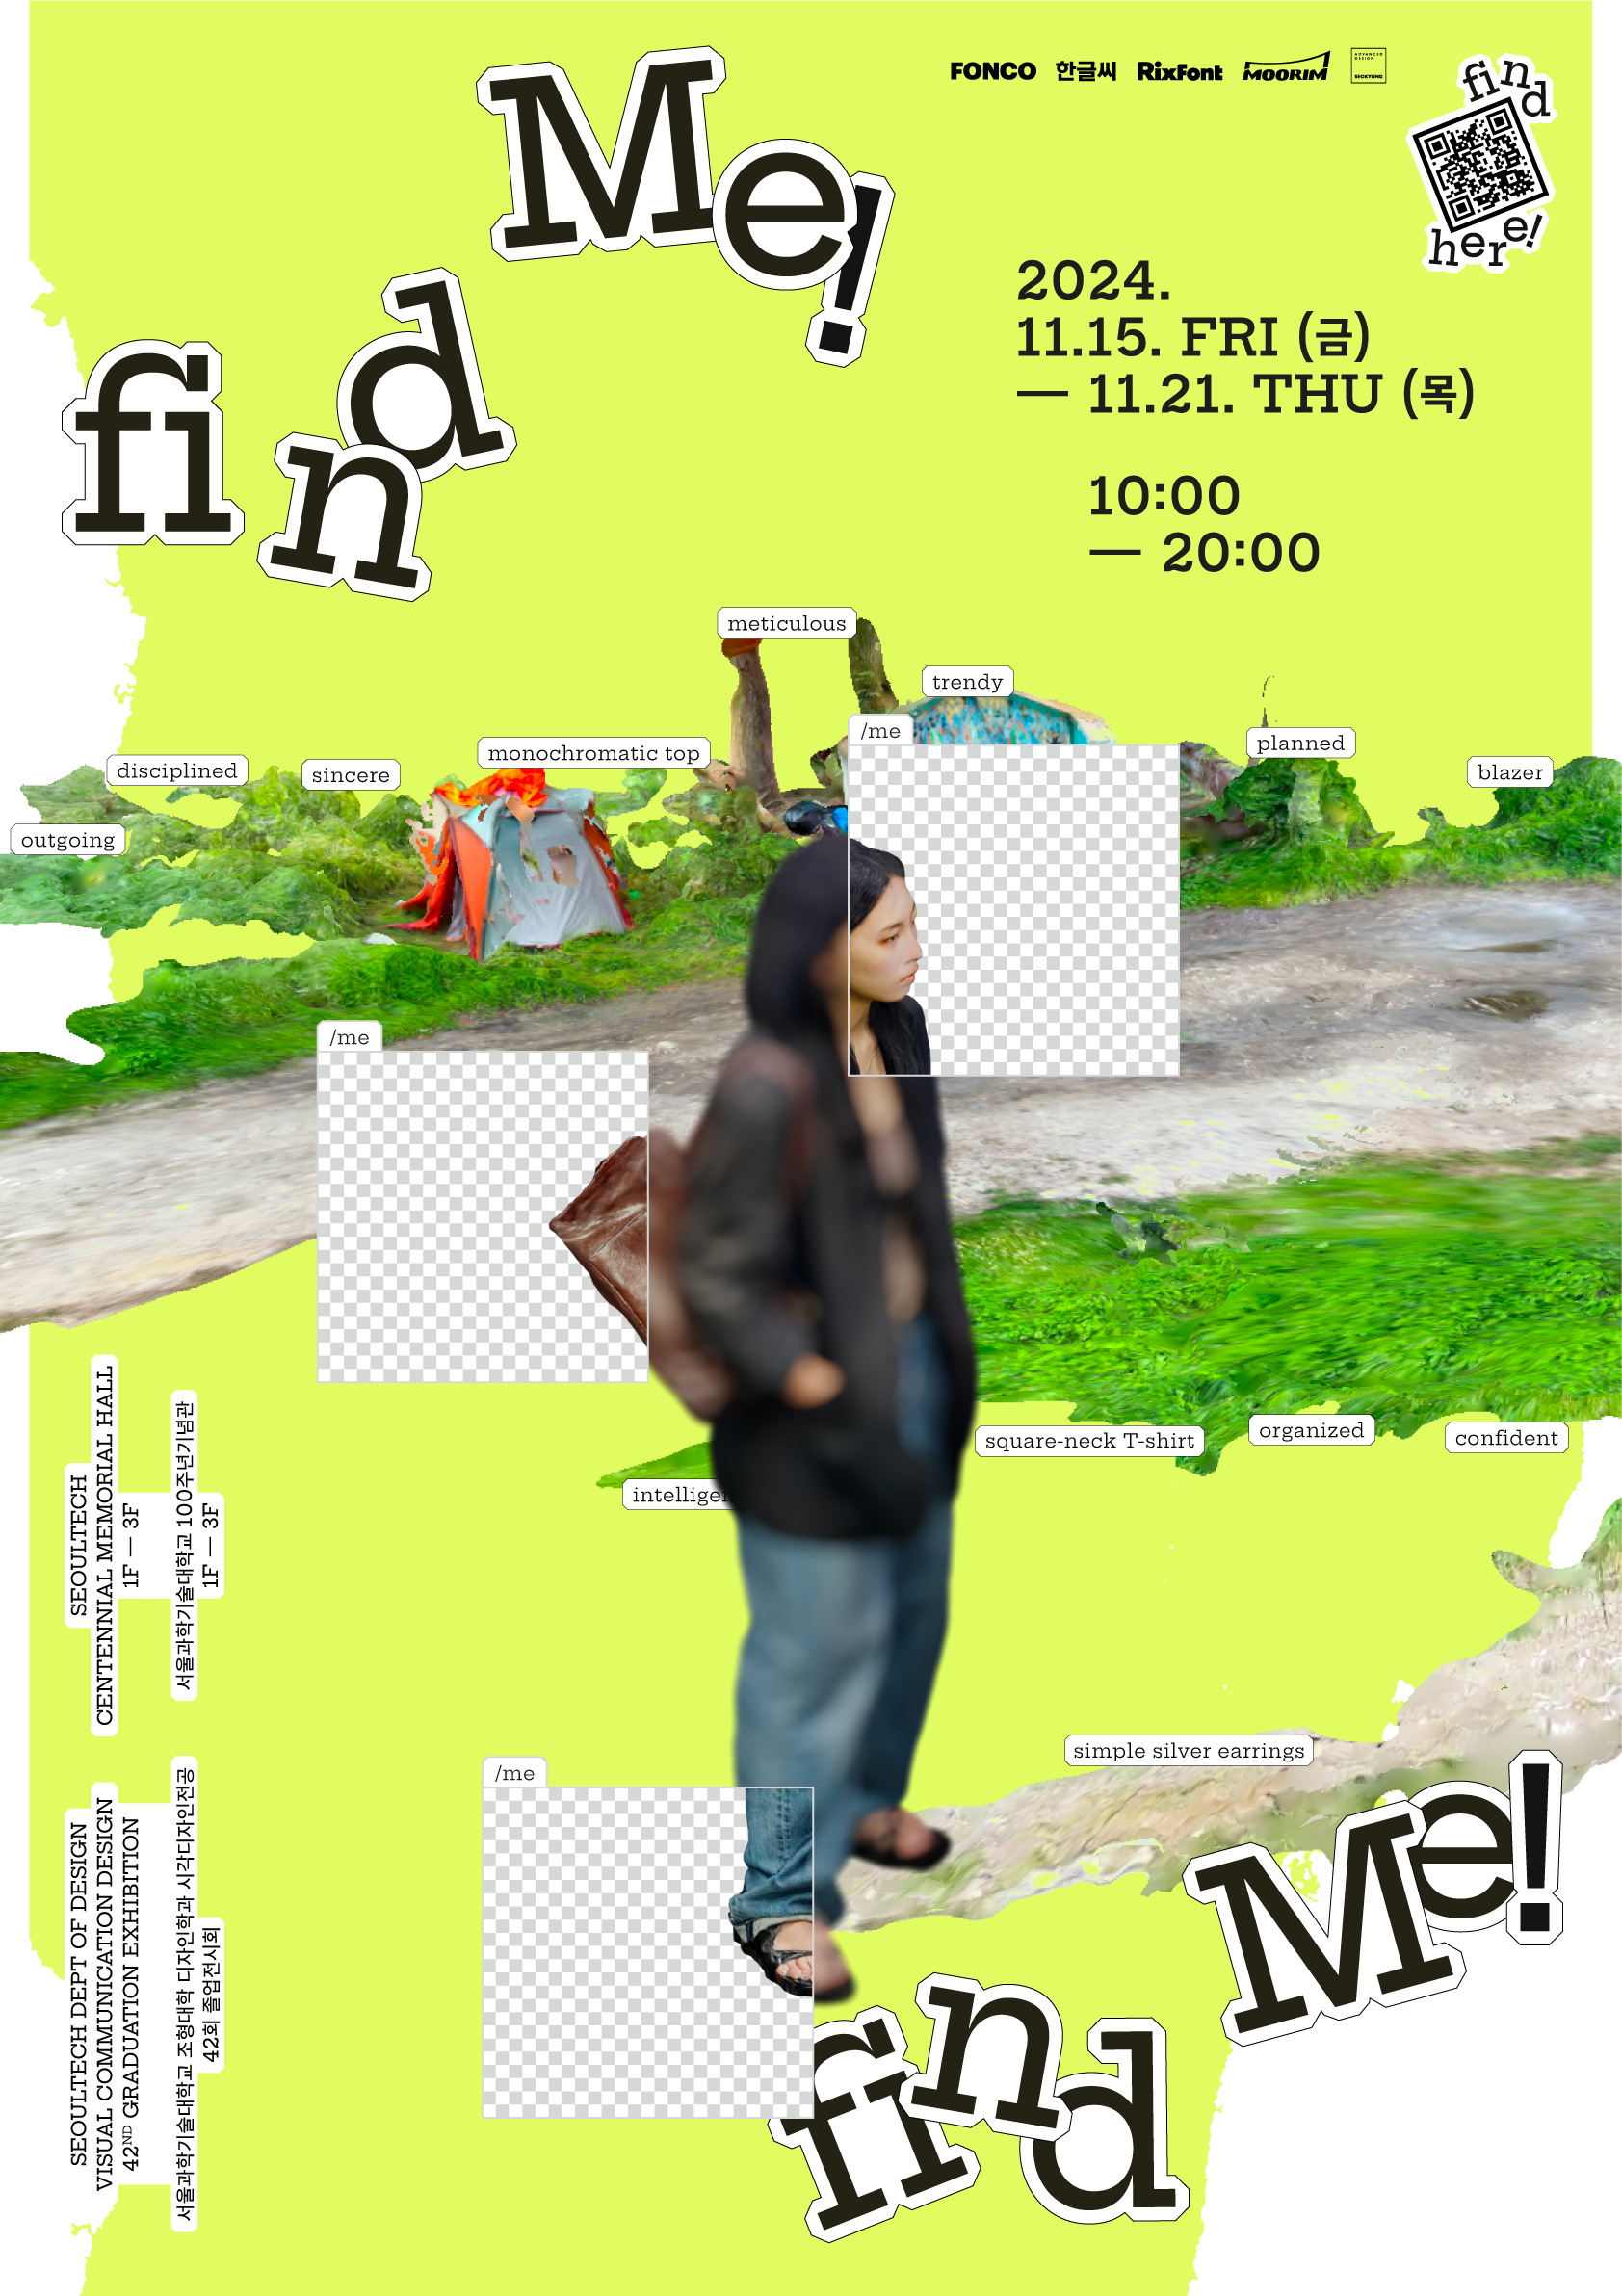 find Me!
FONCO 한글씨 RixFont MOORIM
ADVANCED
DESIGN
SEOKYUNG
find
here!
2024.
11.15. FRI (금)
— 11.21. THU (목)
10:00
— 20:00
meticulous
trendy
/me
planned
monochromatic top
blazer
disciplined
sincere
outgoing
/me
square-neck T-shirt
organized
confident
SEOULTECH
CENTENNIAL MEMORIAL HALL
1F — 3F
서울과학기술대학교 100주년기념관
1F — 3F
simple silver earrings
/me
SEOULTECH DEPT OF DESIGN
VISUAL COMMUNICATION DESIGN
42ND GRADUATION EXHIBITION
서울과학기술대학교 조형대학 디자인학과 시각디자인전공
42회 졸업전시회
find Me!